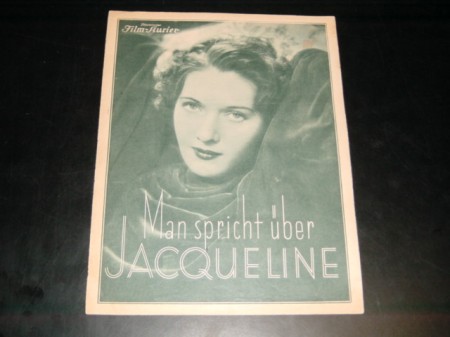 Film-Kurier
Man spricht über
JACQUELINE